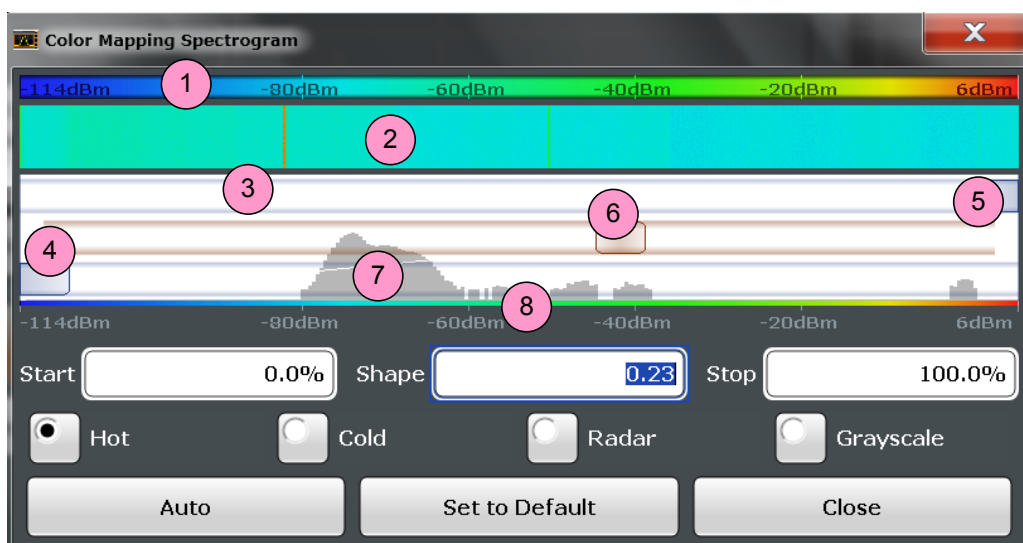 Color Mapping Spectrogram
X
-114dBm 1 -80dBm -60dBm -40dBm -20dBm 6dBm
2
3
5
6
4
7
8
-114dBm -80dBm -60dBm -40dBm -20dBm 6dBm
Start 0.0% Shape 0.23 Stop 100.0%
Hot Cold Radar Grayscale
Auto Set to Default Close